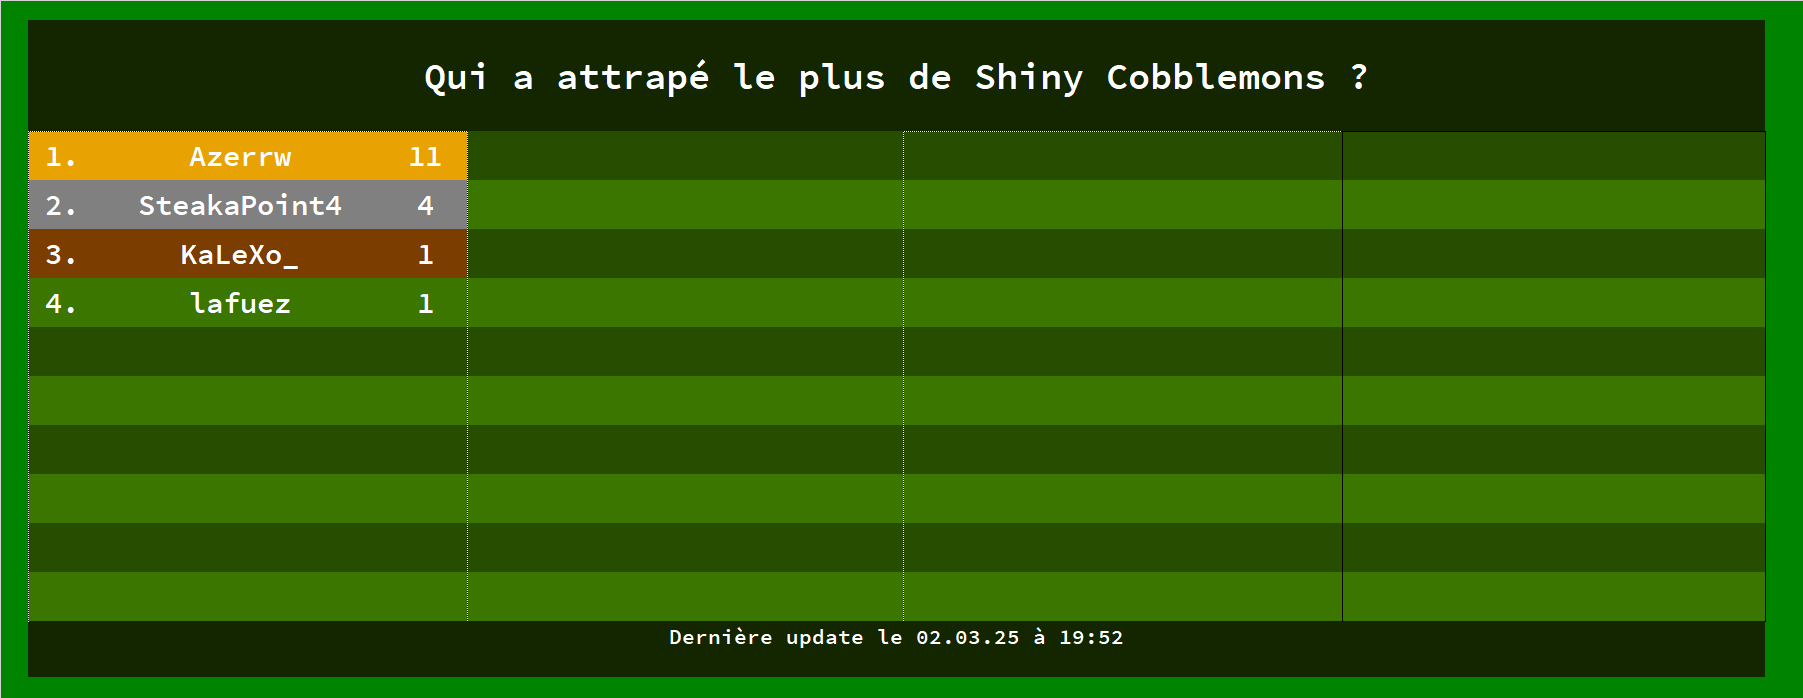 Qui a attrapé le plus de Shiny Cobblemons ?
1. Azerrw 11
2. SteakaPoint4 4
3. KaLeXo_ 1
4. lafuez 1
Dernière update le 02.03.25 à 19:52